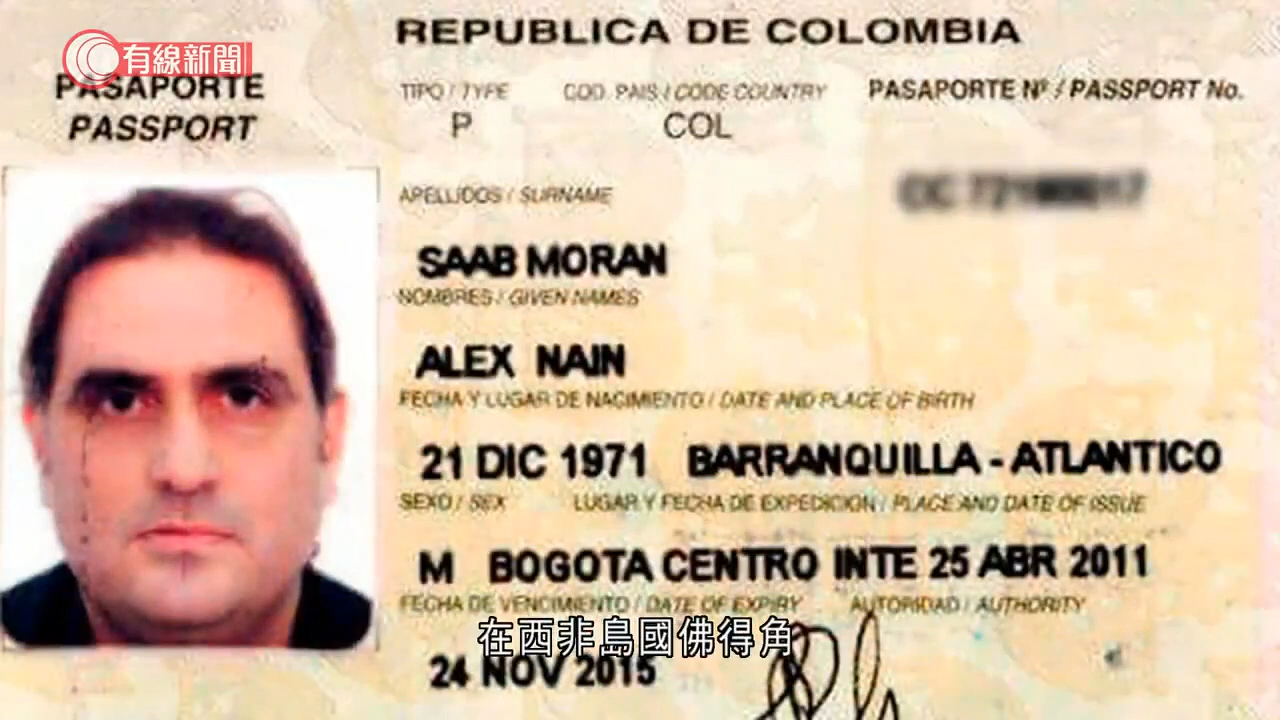 有線新聞
REPUBLICA DE COLOMBIA
PASAPORTE
PASSPORT
TIPO / TYPE
COD. PAIS / CODE COUNTRY
PASAPORTE Nº / PASSPORT No.
P
COL
APELLIDOS / SURNAME
SAAB MORAN
NOMBRES / GIVEN NAMES
ALEX NAIN
FECHA Y LUGAR DE NACIMIENTO / DATE AND PLACE OF BIRTH
21 DIC 1971 BARRANQUILLA - ATLANTICO
SEXO / SEX
LUGAR Y FECHA DE EXPEDICION / PLACE AND DATE OF ISSUE
M BOGOTA CENTRO INTE 25 ABR 2011
FECHA DE VENCIMIENTO / DATE OF EXPIRY
AUTORIDAD / AUTHORITY
在西非島國佛得角
24 NOV 2015